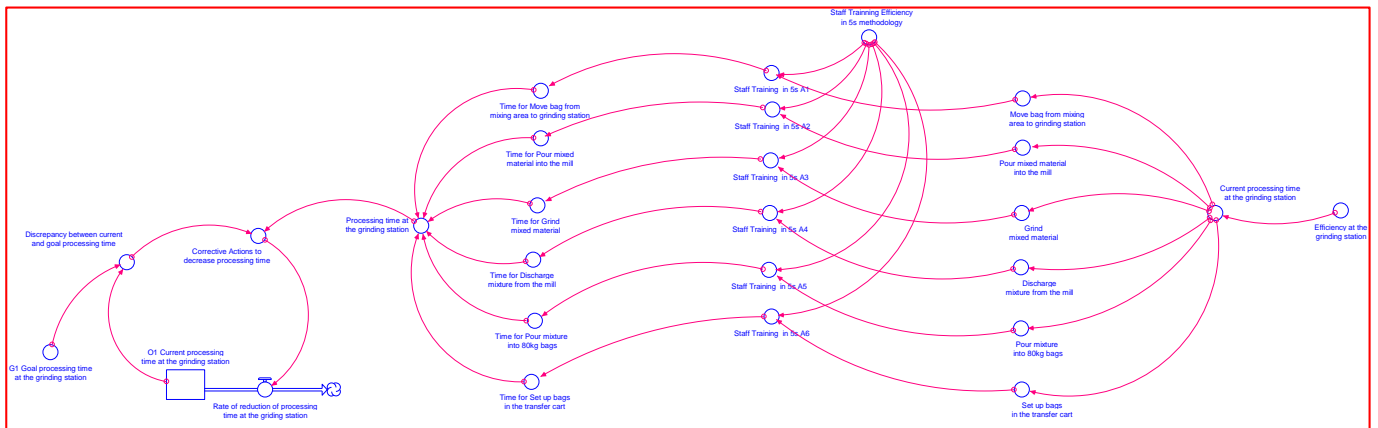 Staff Trainning Efficiency
in 5s methodology
Staff Training  in 5s A1
Time for Move bag from
mixing area to grinding station
Move bag from mixing
area to grinding station
Staff Training  in 5s A2
Time for Pour mixed
material into the mill
Pour mixed material
into the mill
Staff Training  in 5s A3
Current processing time
at the grinding station
Processing time at
the grinding station
Time for Grind
mixed material
Staff Training  in 5s A4
Grind
mixed material
Efficiency at the
grinding station
Discrepancy between current
and goal processing time
Corrective Actions to
decrease processing time
Time for Discharge
mixture from the mill
Staff Training  in 5s A5
Discharge
mixture from the mill
Time for Pour mixture
into 80kg bags
Staff Training  in 5s A6
Pour mixture
into 80kg bags
G1 Goal processing time
at the grinding station
O1 Current processing
time at the grinding station
Rate of reduction of processing
time at the griding station
Time for Set up bags
in the transfer cart
Set up bags
in the transfer cart